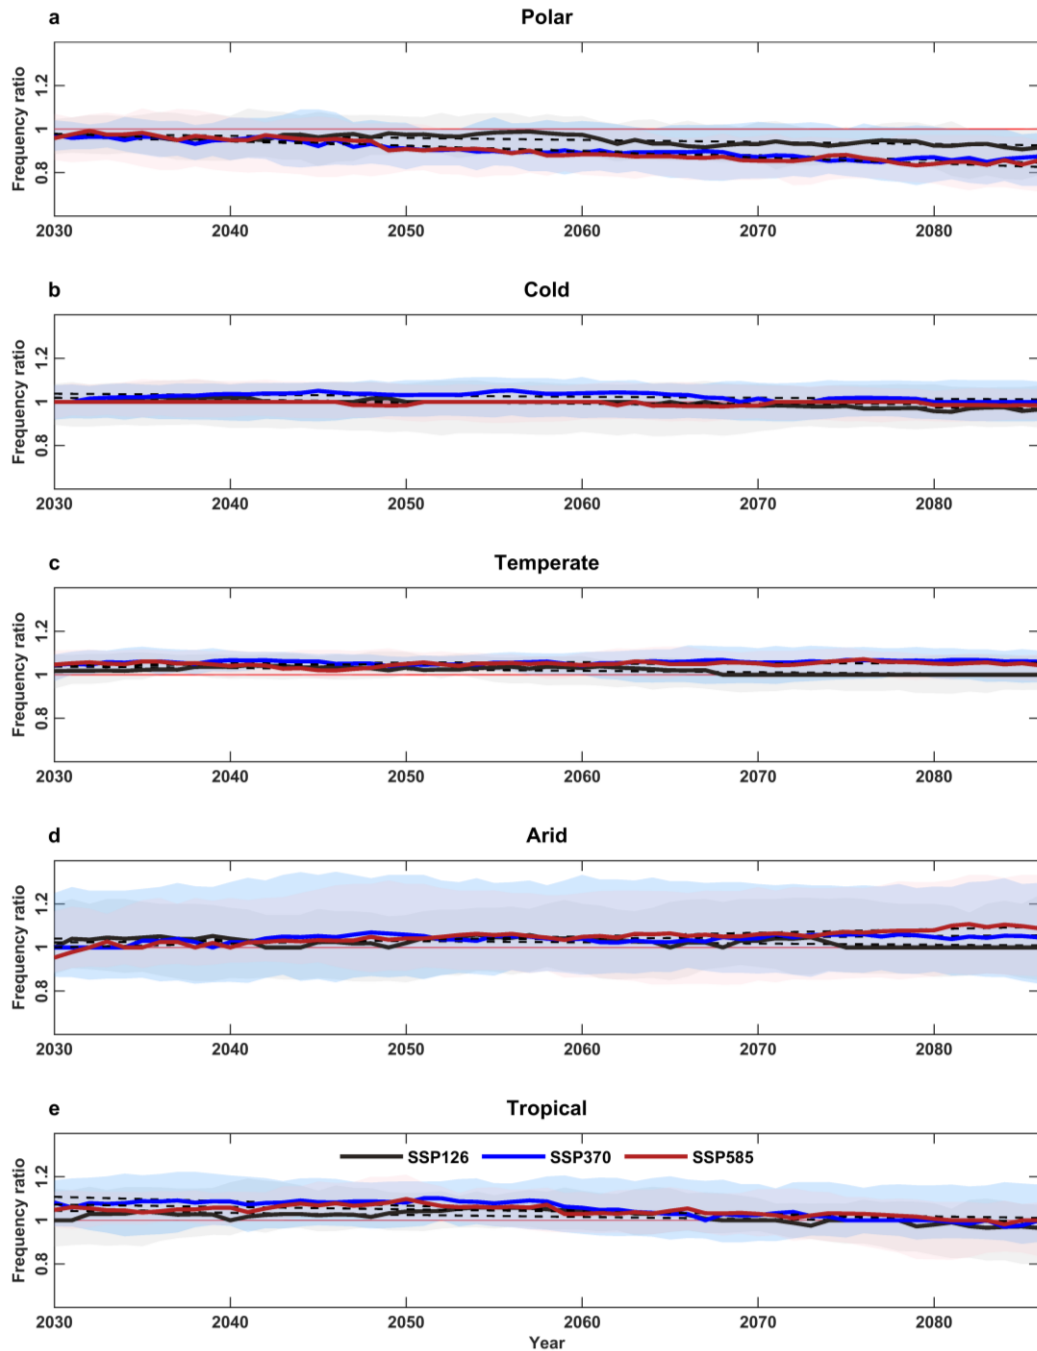 a Polar
Frequency ratio
1.2
1
0.8
2030 2040 2050 2060 2070 2080
b Cold
Frequency ratio
1.2
1
0.8
2030 2040 2050 2060 2070 2080
c Temperate
Frequency ratio
1.2
1
0.8
2030 2040 2050 2060 2070 2080
d Arid
Frequency ratio
1.2
1
0.8
2030 2040 2050 2060 2070 2080
e Tropical
SSP126 SSP370 SSP585
Frequency ratio
1.2
1
0.8
2030 2040 2050 2060 2070 2080
Year